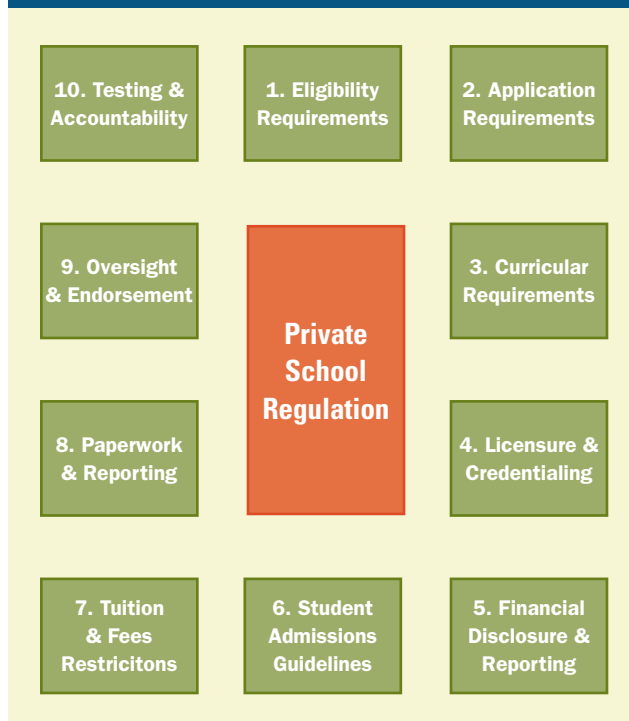 10. Testing &
Accountability
1. Eligibility
Requirements
2. Application
Requirements
9. Oversight
& Endorsement
Private
School
Regulation
3. Curricular
Requirements
8. Paperwork
& Reporting
4. Licensure &
Credentialing
7. Tuition
& Fees
Restricitons
6. Student
Admissions
Guidelines
5. Financial
Disclosure &
Reporting